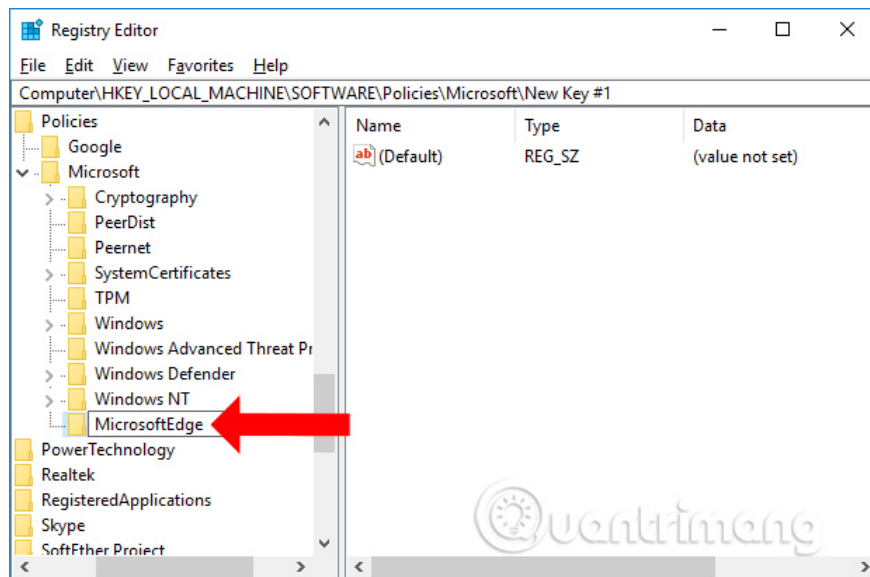 Registry Editor
File Edit View Favorites Help
Computer\HKEY_LOCAL_MACHINE\SOFTWARE\Policies\Microsoft\New Key #1
Policies
Google
Microsoft
Cryptography
PeerDist
Peernet
SystemCertificates
TPM
Windows
Windows Advanced Threat Pr
Windows Defender
Windows NT
MicrosoftEdge
PowerTechnology
Realtek
RegisteredApplications
Skype
SoftEther Project
Name Type Data
ab (Default) REG_SZ (value not set)
Quantrimang